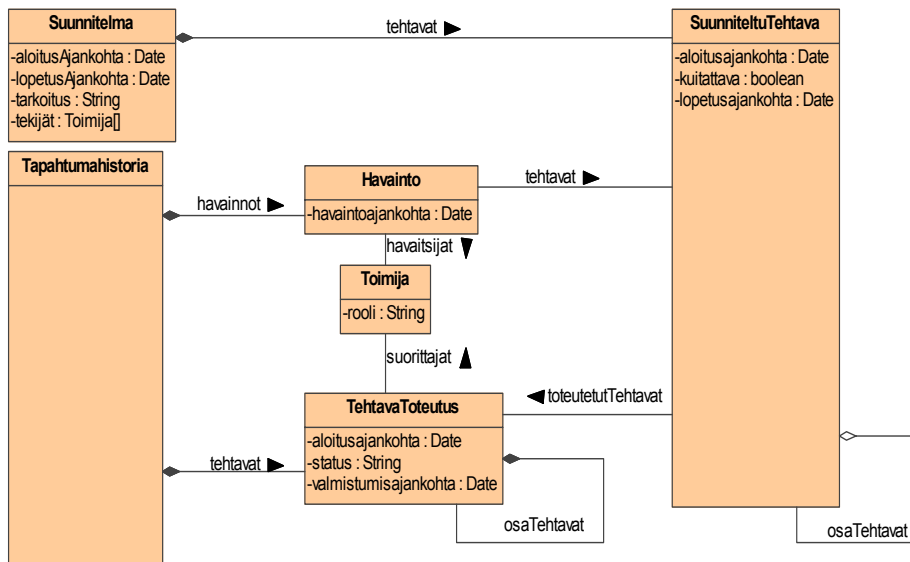 Suunnitelma
-aloitusAjankohta : Date
-lopetusAjankohta : Date
-tarkoitus : String
-tekijät : Toimija[]
tehtavat
SuunniteltuTehtava
-aloitusajankohta : Date
-kuitattava : boolean
-lopetusajankohta : Date
Tapahtumahistoria
havainnot
Havainto
-havaintoajankohta : Date
tehtavat
havaitsijat
Toimija
-rooli : String
suorittajat
toteutetutTehtavat
TehtavaToteutus
-aloitusajankohta : Date
-status : String
-valmistumisajankohta : Date
tehtavat
osaTehtavat
osaTehtavat